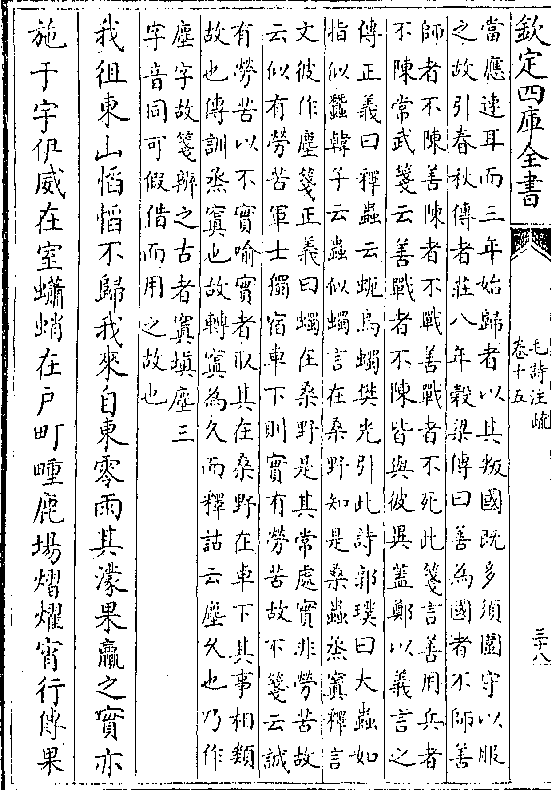 欽定四庫全書
毛詩注疏
卷十五
三十八
當應速耳而三年始歸者以其叛國既多須圍守以服
之故引春秋傳者莊八年穀梁傳曰善為國者不師善
師者不陳善陳者不戰善戰者不死此箋言善用兵者
不陳常武箋云善戰者不陳皆與彼異蓋鄭以義言之
傳正義曰釋蟲云蚅烏蠋樊光引此詩郭璞曰大蟲如
指似蠶韓子云蟲似蠋言在桑野知是桑蟲烝寘釋言
文彼作塵箋正義曰蠋在桑野是其常處實非勞苦故
云似有勞苦軍士獨宿車下則實有勞苦故下箋云誠
有勞苦以不實喻實者取其在桑野在車下其事相類
故也傳訓烝寘也故轉寘為久而釋詁云塵久也乃作
塵字故箋辨之古者寘填塵三
字音同可假借而用之故也
我徂東山慆慆不歸我來自東零雨其濛果臝之實亦
施于宇伊威在室蠨蛸在戶町畽鹿場熠燿宵行傳果